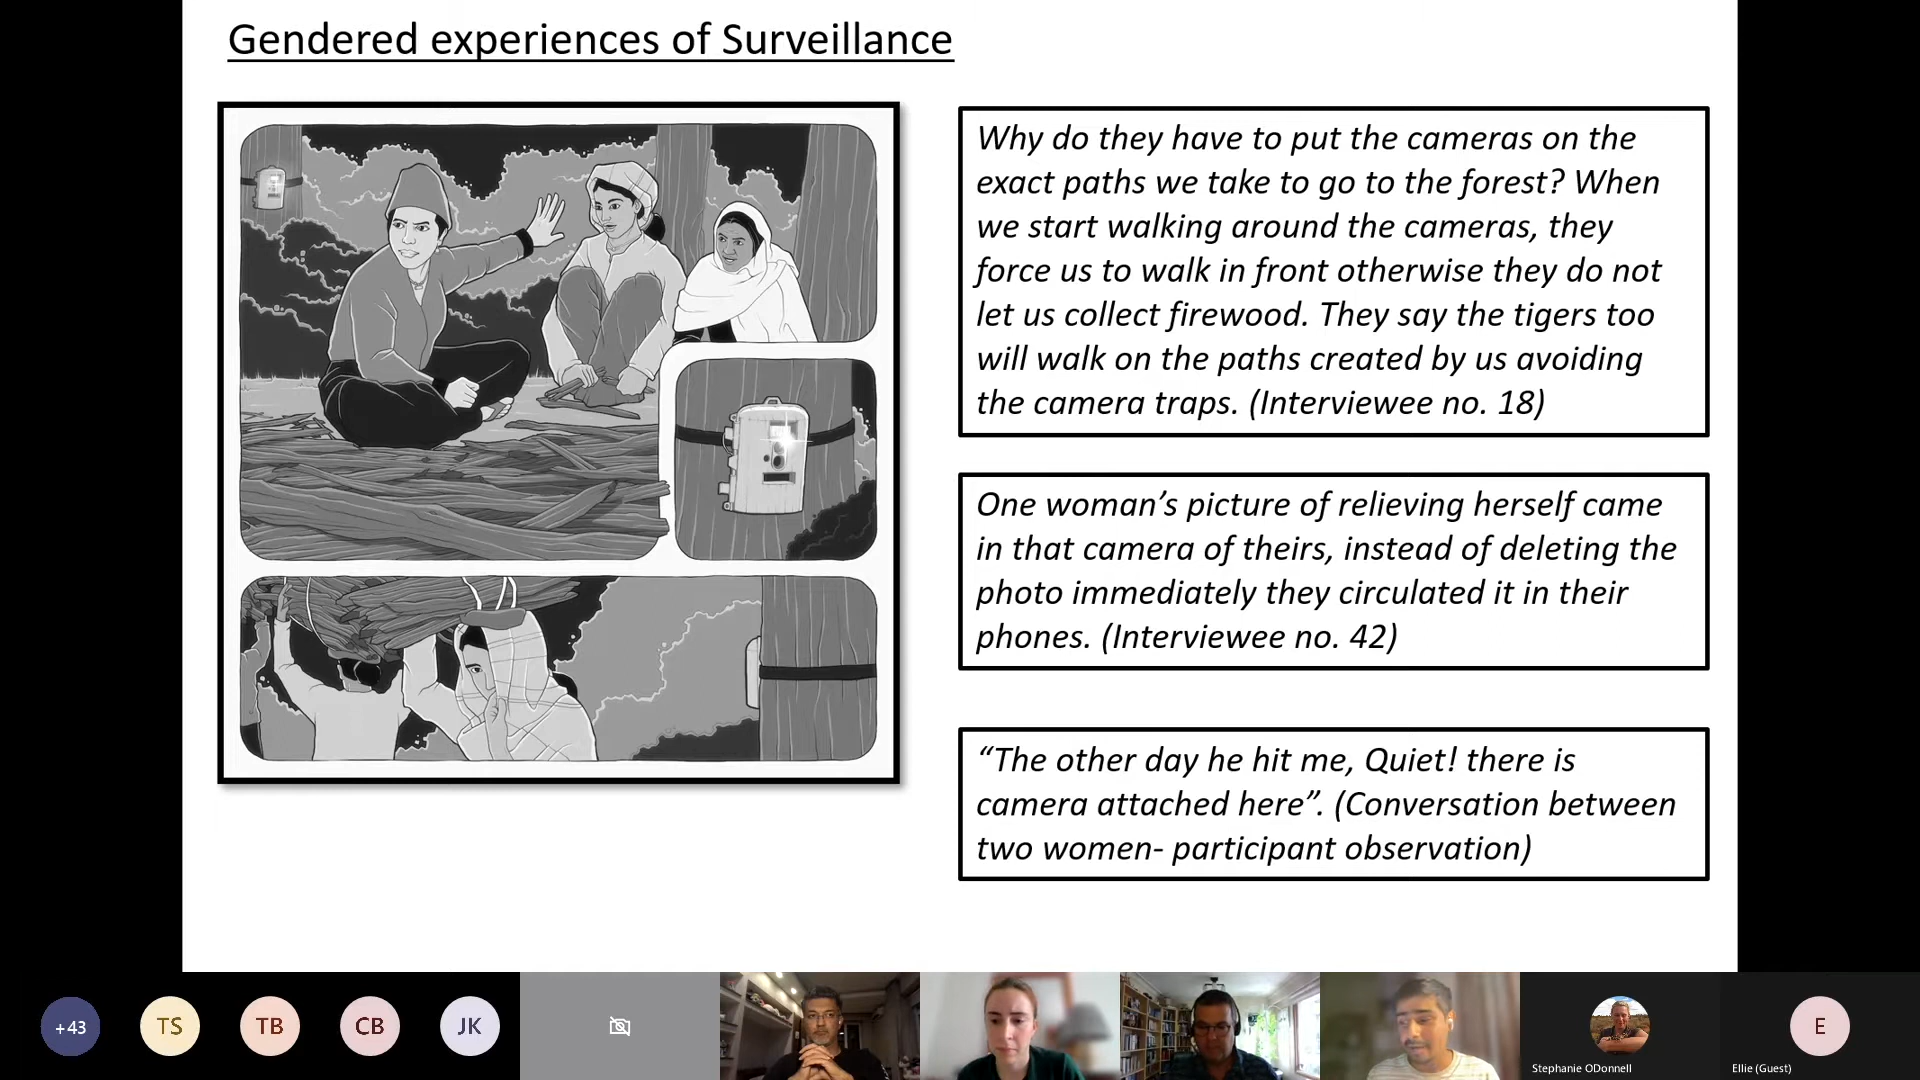 Gendered experiences of Surveillance
Why do they have to put the cameras on the
exact paths we take to go to the forest? When
we start walking around the cameras, they
force us to walk in front otherwise they do not
let us collect firewood. They say the tigers too
will walk on the paths created by us avoiding
the camera traps. (Interviewee no. 18)
One woman’s picture of relieving herself came
in that camera of theirs, instead of deleting the
photo immediately they circulated it in their
phones. (Interviewee no. 42)
“The other day he hit me, Quiet! there is
camera attached here”. (Conversation between
two women- participant observation)
+43
TS
TB
CB
JK
Stephanie ODonnell
E
Ellie (Guest)